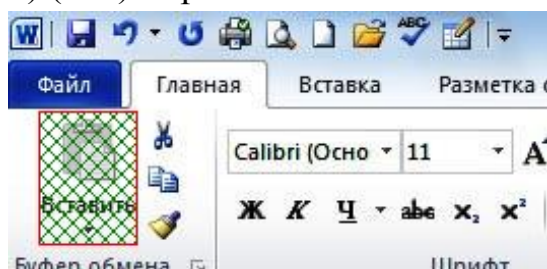 Файл Главная Вставка Разметка
Calibri (Осно 11 A
Вставить Ж К Ч abc x₂ x²
Буфер обмена Шрифт